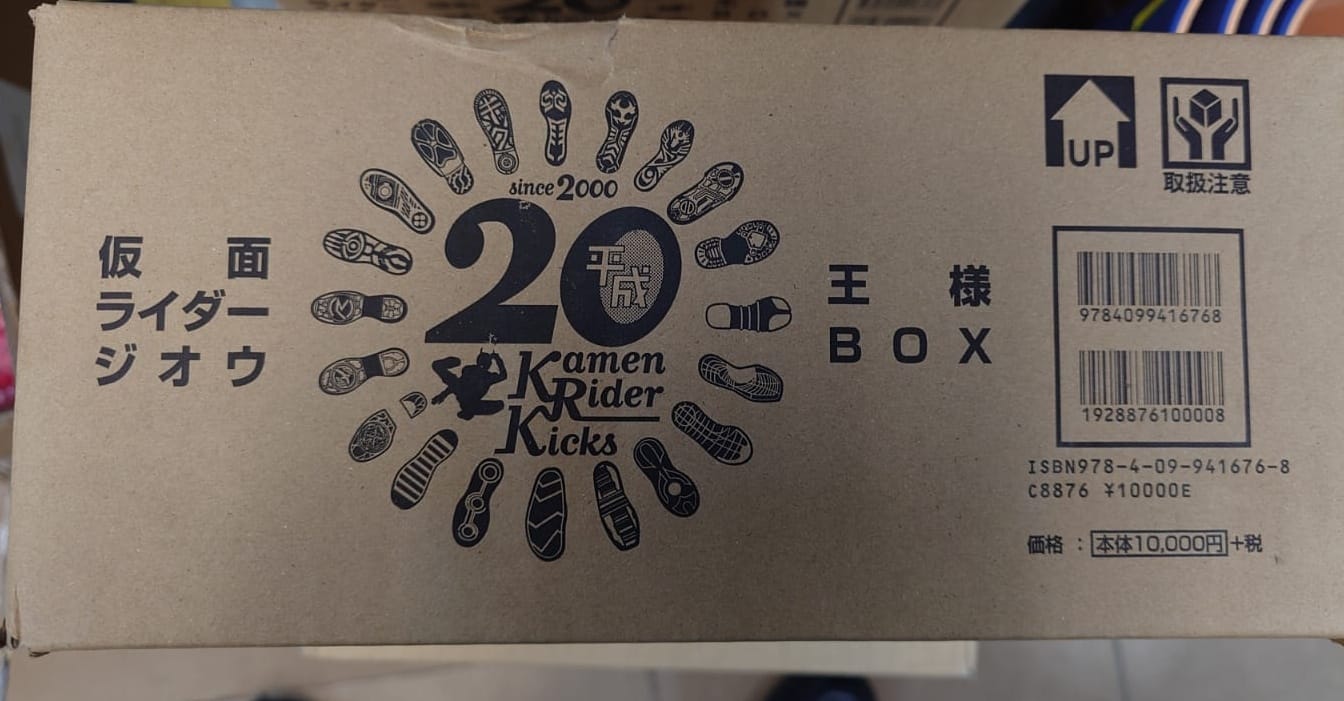 仮面
ライダー
ジオウ
since 2000
20
平成
Kamen
Rider
Kicks
王様
BOX
UP
取扱注意
9784099416768
1928876100008
ISBN978-4-09-941676-8
C8876 ¥10000E
価格：本体10,000円+税